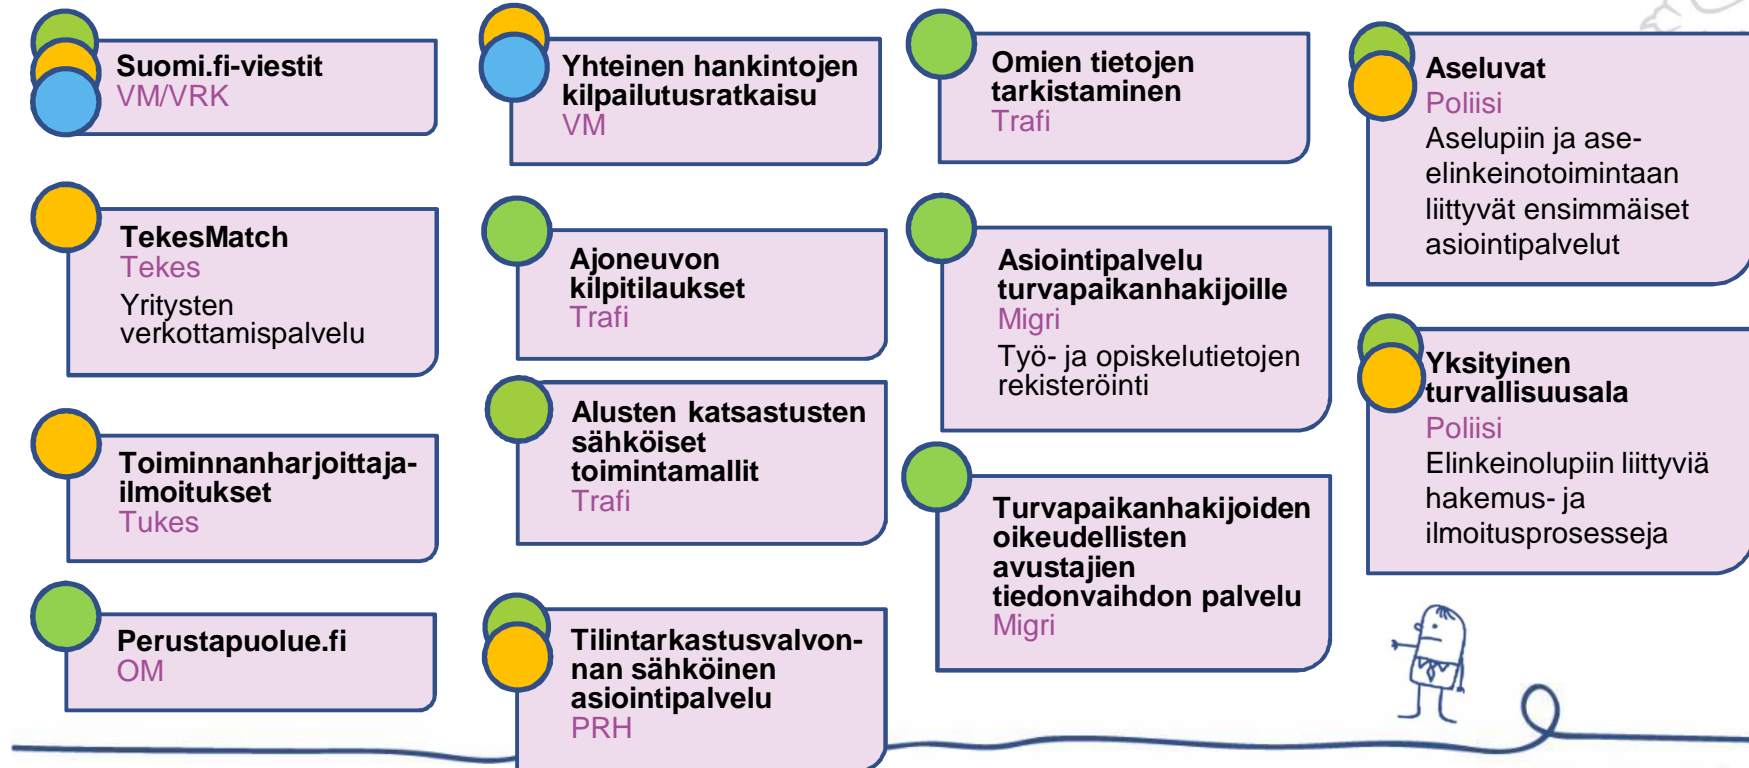 Suomi.fi-viestit
VM/VRK
TekesMatch
Tekes
Yritysten
verkottamispalvelu
Toiminnanharjoittaja-
ilmoitukset
Tukes
Perustapuolue.fi
OM
Yhteinen hankintojen
kilpailutusratkaisu
VM
Ajoneuvon
kilpitilaukset
Trafi
Alusten katsastusten
sähköiset
toimintamallit
Trafi
Tilintarkastusvalvon-
nan sähköinen
asiointipalvelu
PRH
Omien tietojen
tarkistaminen
Trafi
Asiointipalvelu
turvapaikanhakijoille
Migri
Työ- ja opiskelutietojen
rekisteröinti
Turvapaikanhakijoiden
oikeudellisten
avustajien
tiedonvaihdon palvelu
Migri
Aseluvat
Poliisi
Aselupiin ja ase-
elinkeinotoimintaan
liittyvät ensimmäiset
asiointipalvelut
Yksityinen
turvallisuusala
Poliisi
Elinkeinolupiin liittyviä
hakemus- ja
ilmoitusprosesseja